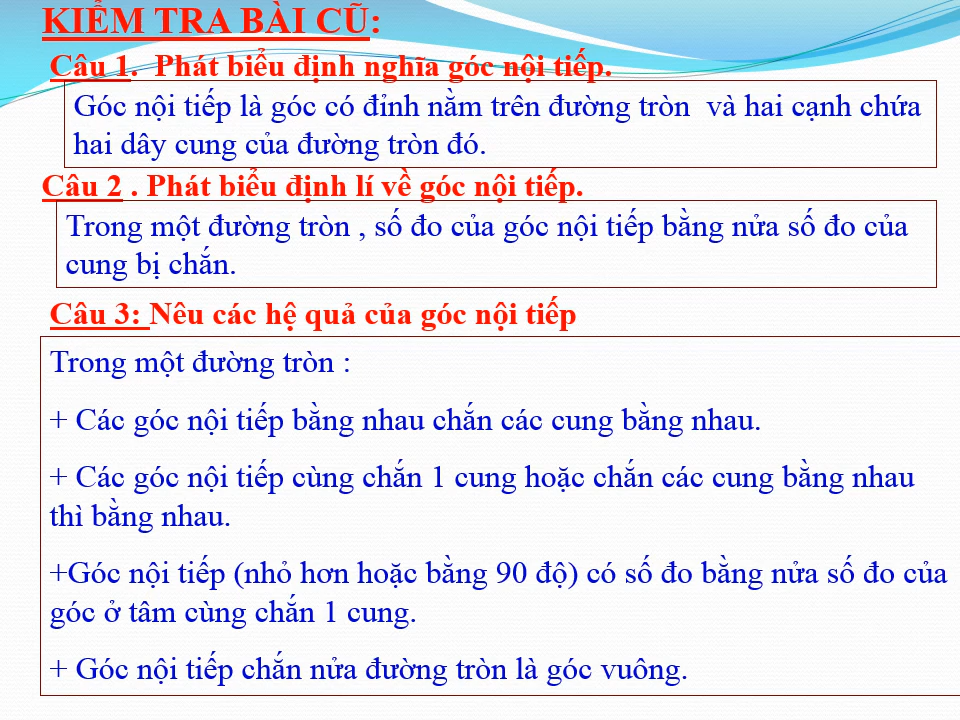 KIỂM TRA BÀI CŨ:
Câu 1.  Phát biểu định nghĩa góc nội tiếp.
Góc nội tiếp là góc có đỉnh nằm trên đường tròn  và hai cạnh chứa
hai dây cung của đường tròn đó.
Câu 2 . Phát biểu định lí về góc nội tiếp.
Trong một đường tròn , số đo của góc nội tiếp bằng nửa số đo của
cung bị chắn.
Câu 3: Nêu các hệ quả của góc nội tiếp
Trong một đường tròn :
+ Các góc nội tiếp bằng nhau chắn các cung bằng nhau.
+ Các góc nội tiếp cùng chắn 1 cung hoặc chắn các cung bằng nhau
thì bằng nhau.
+Góc nội tiếp (nhỏ hơn hoặc bằng 90 độ) có số đo bằng nửa số đo của
góc ở tâm cùng chắn 1 cung.
+ Góc nội tiếp chắn nửa đường tròn là góc vuông.